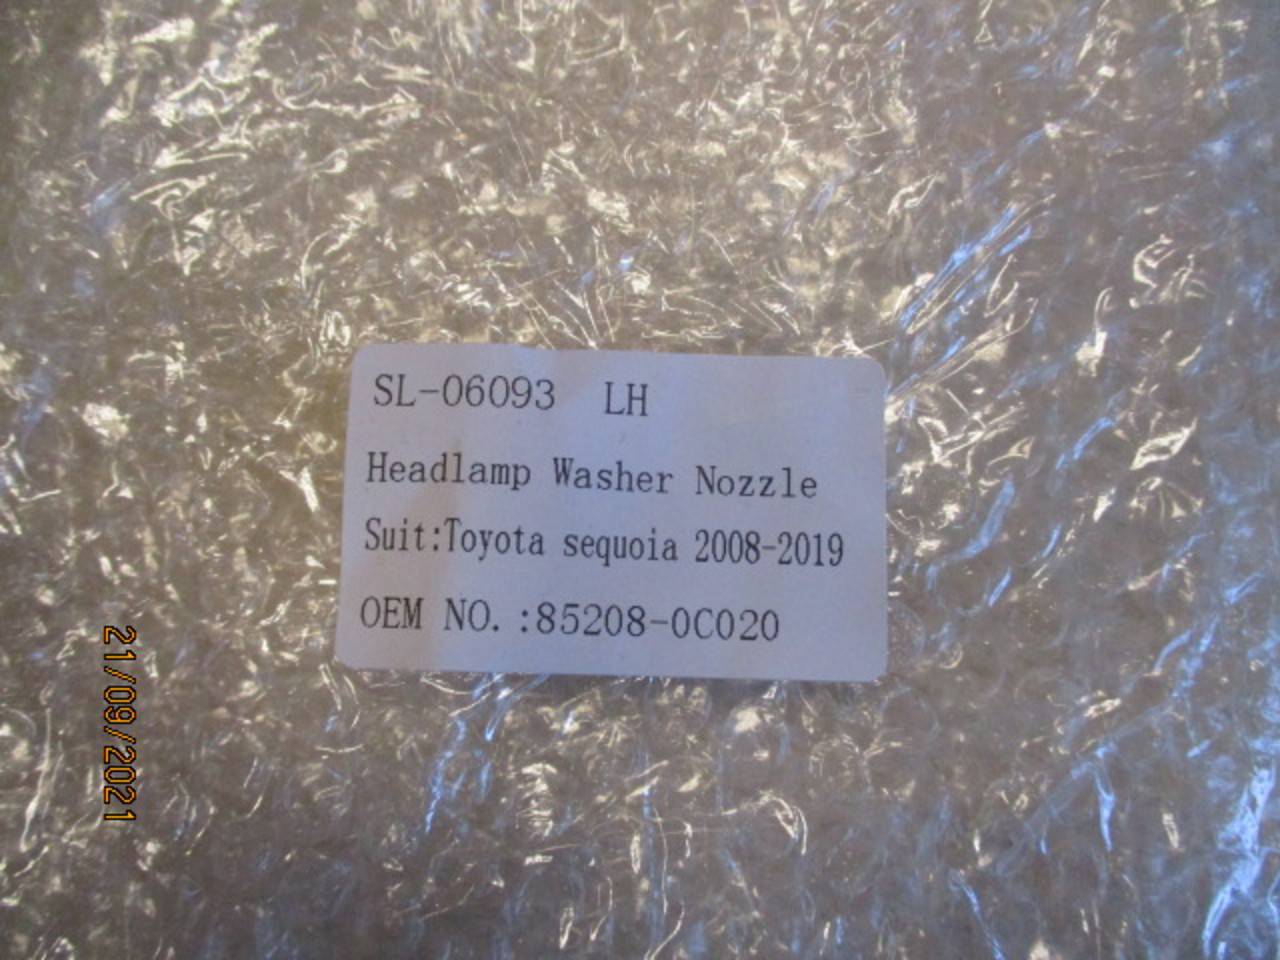 SL-06093 LH
Headlamp Washer Nozzle
Suit:Toyota sequoia 2008-2019
OEM NO.:85208-0C020
21/09/2021